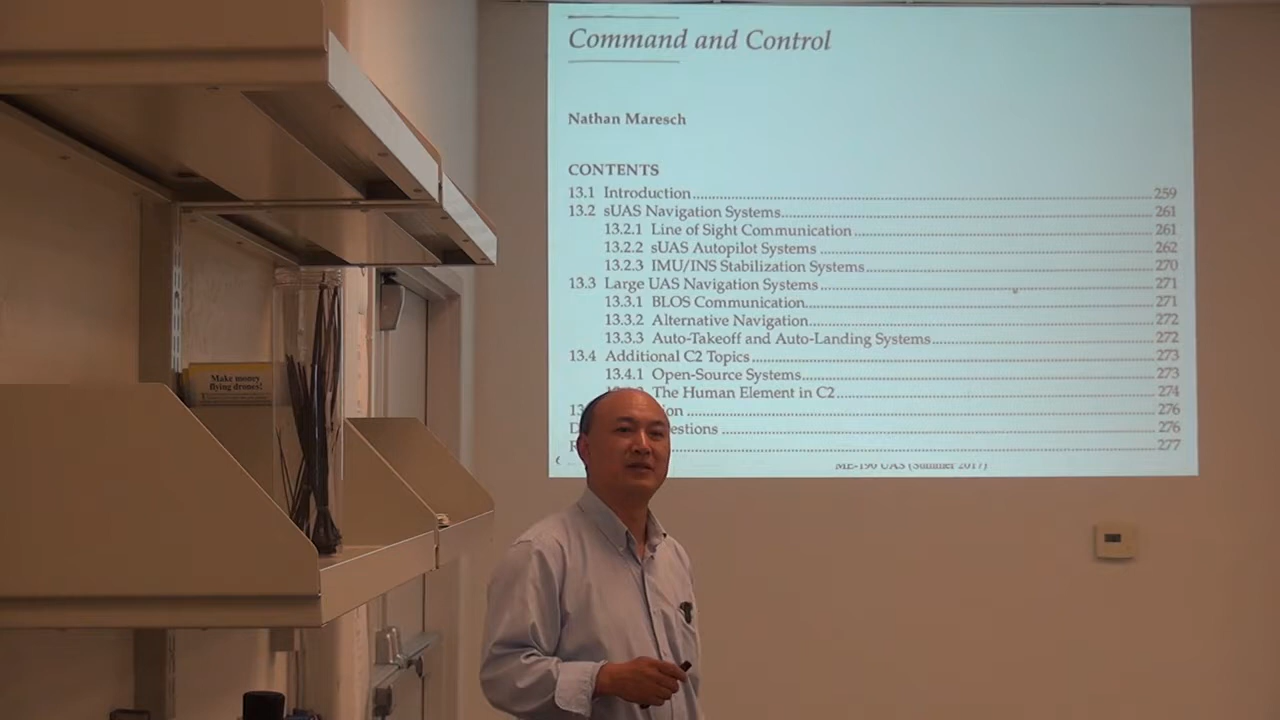 Command and Control
Nathan Maresch
CONTENTS
13.1 Introduction 259
13.2 sUAS Navigation Systems 261
13.2.1 Line of Sight Communication 261
13.2.2 sUAS Autopilot Systems 262
13.2.3 IMU/INS Stabilization Systems 270
13.3 Large UAS Navigation Systems 271
13.3.1 BLOS Communication 271
13.3.2 Alternative Navigation 272
13.3.3 Auto-Takeoff and Auto-Landing Systems 272
13.4 Additional C2 Topics 273
13.4.1 Open-Source Systems 273
The Human Element in C2 274
276
276
277
ME-190 UAS (Summer 2017)
Make money
flying drones!